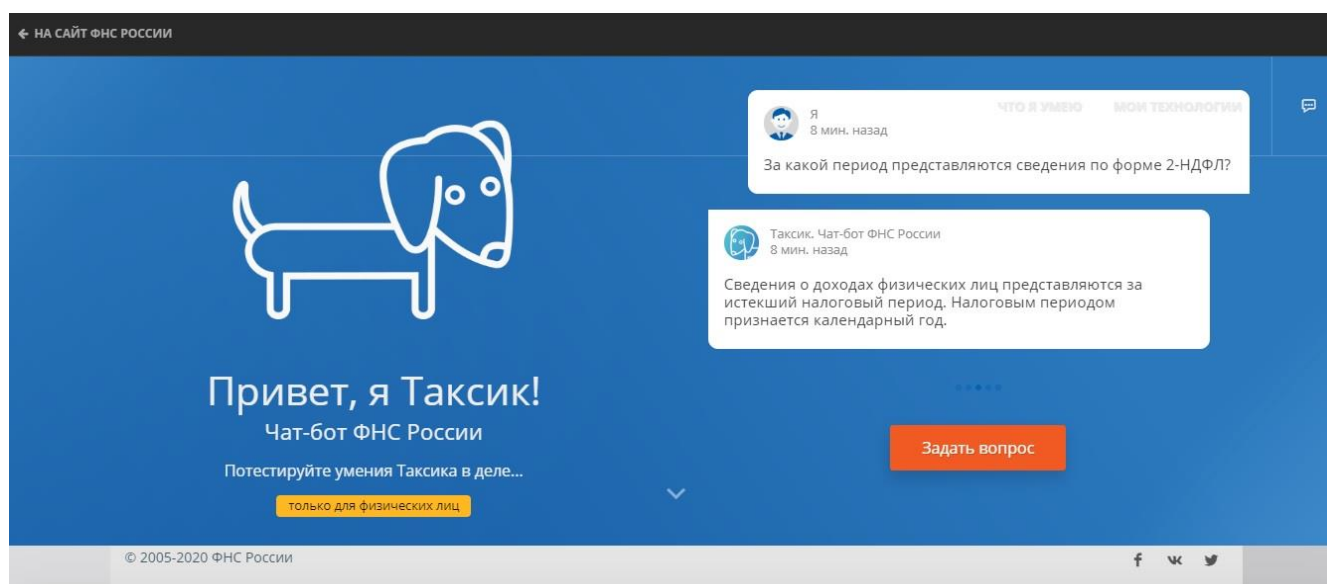 НА САЙТ ФНС РОССИИ
ЧТО Я УМЕЮ
МОИ ТЕХНОЛОГИИ
Я
8 мин. назад
За какой период представляются сведения по форме 2-НДФЛ?
Таксик. Чат-бот ФНС России
8 мин. назад
Сведения о доходах физических лиц представляются за
истекший налоговый период. Налоговым периодом
признается календарный год.
Привет, я Таксик!
Чат-бот ФНС России
Потестируйте умения Таксика в деле...
только для физических лиц
Задать вопрос
© 2005-2020 ФНС России